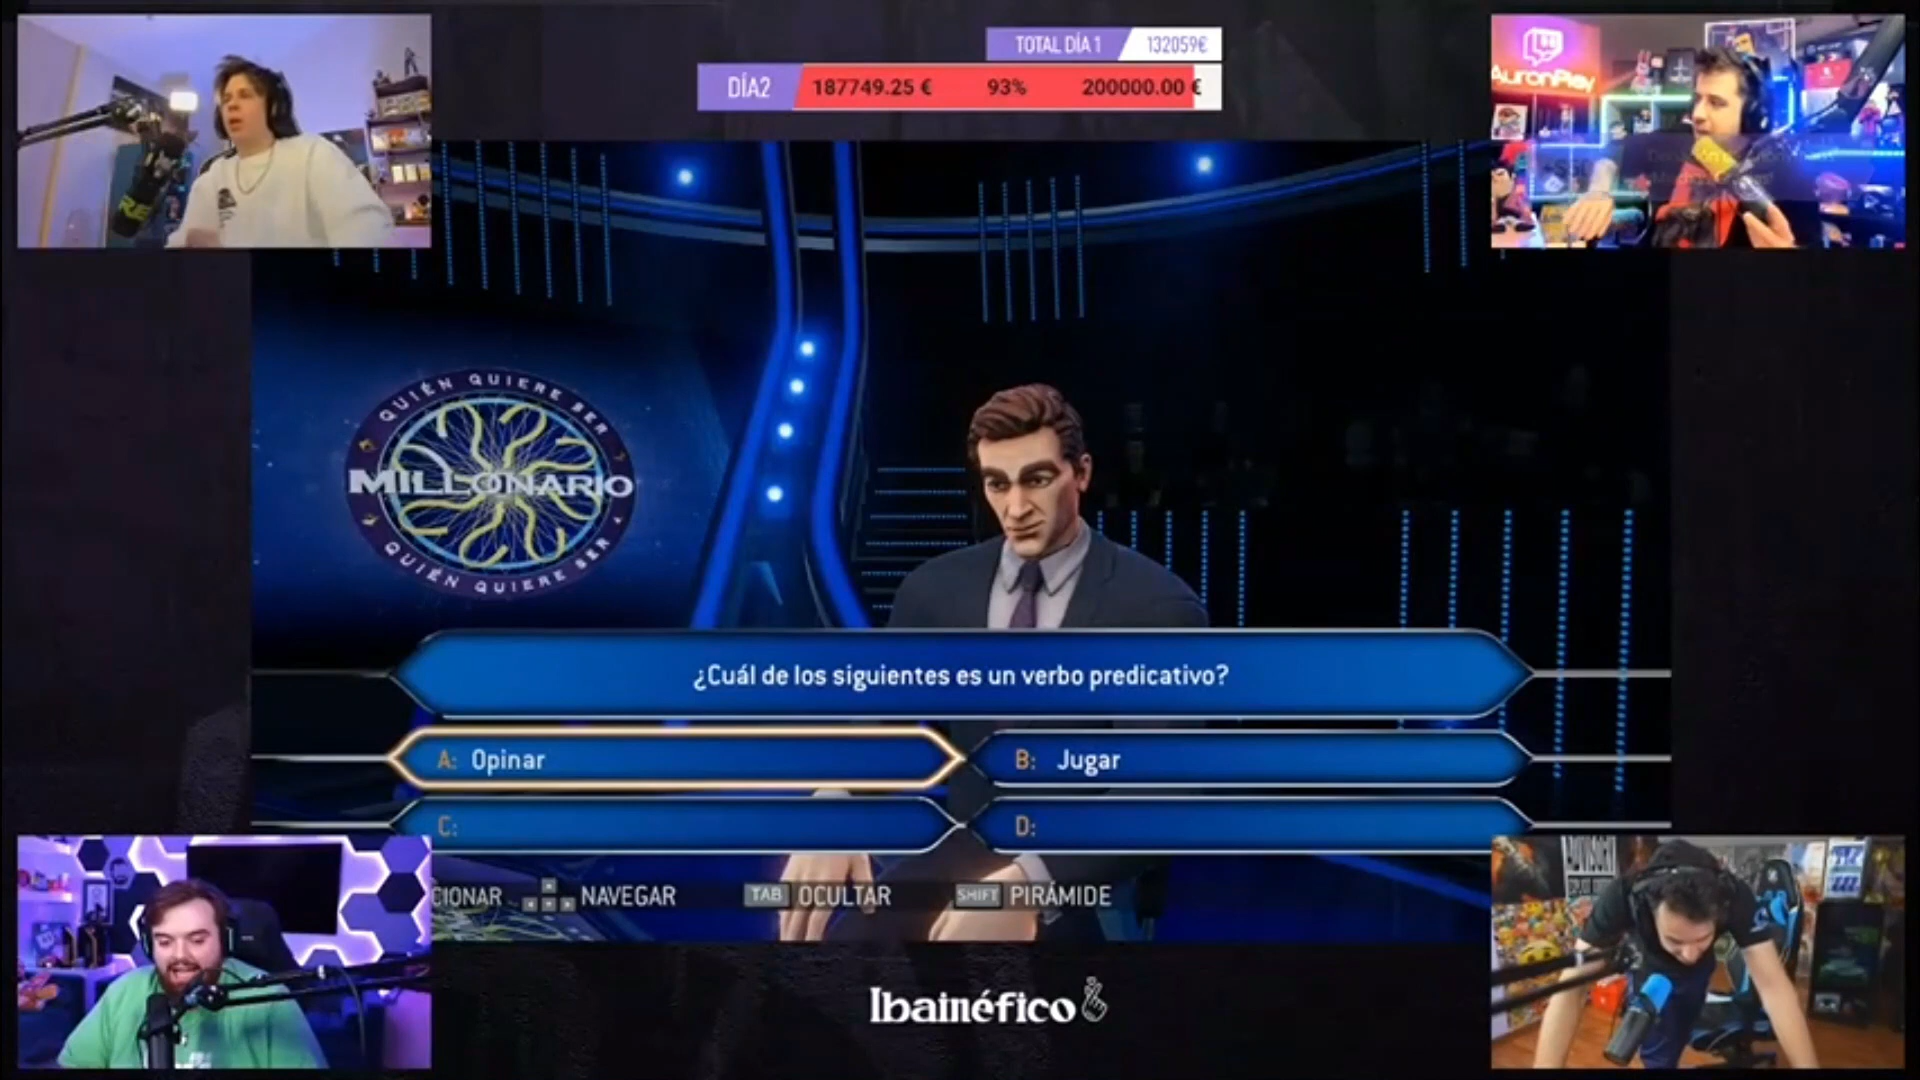 TOTAL DÍA 1 132059€
DÍA2 187749.25 € 93% 200000.00 €
AuronPlay
QUIÉN QUIERE SER
MILLONARIO
QUIÉN QUIERE SER
¿Cuál de los siguientes es un verbo predicativo?
A: Opinar
B: Jugar
C:
D:
CIONAR
NAVEGAR
TAB OCULTAR
SHIFT PIRÁMIDE
Ibainéfico